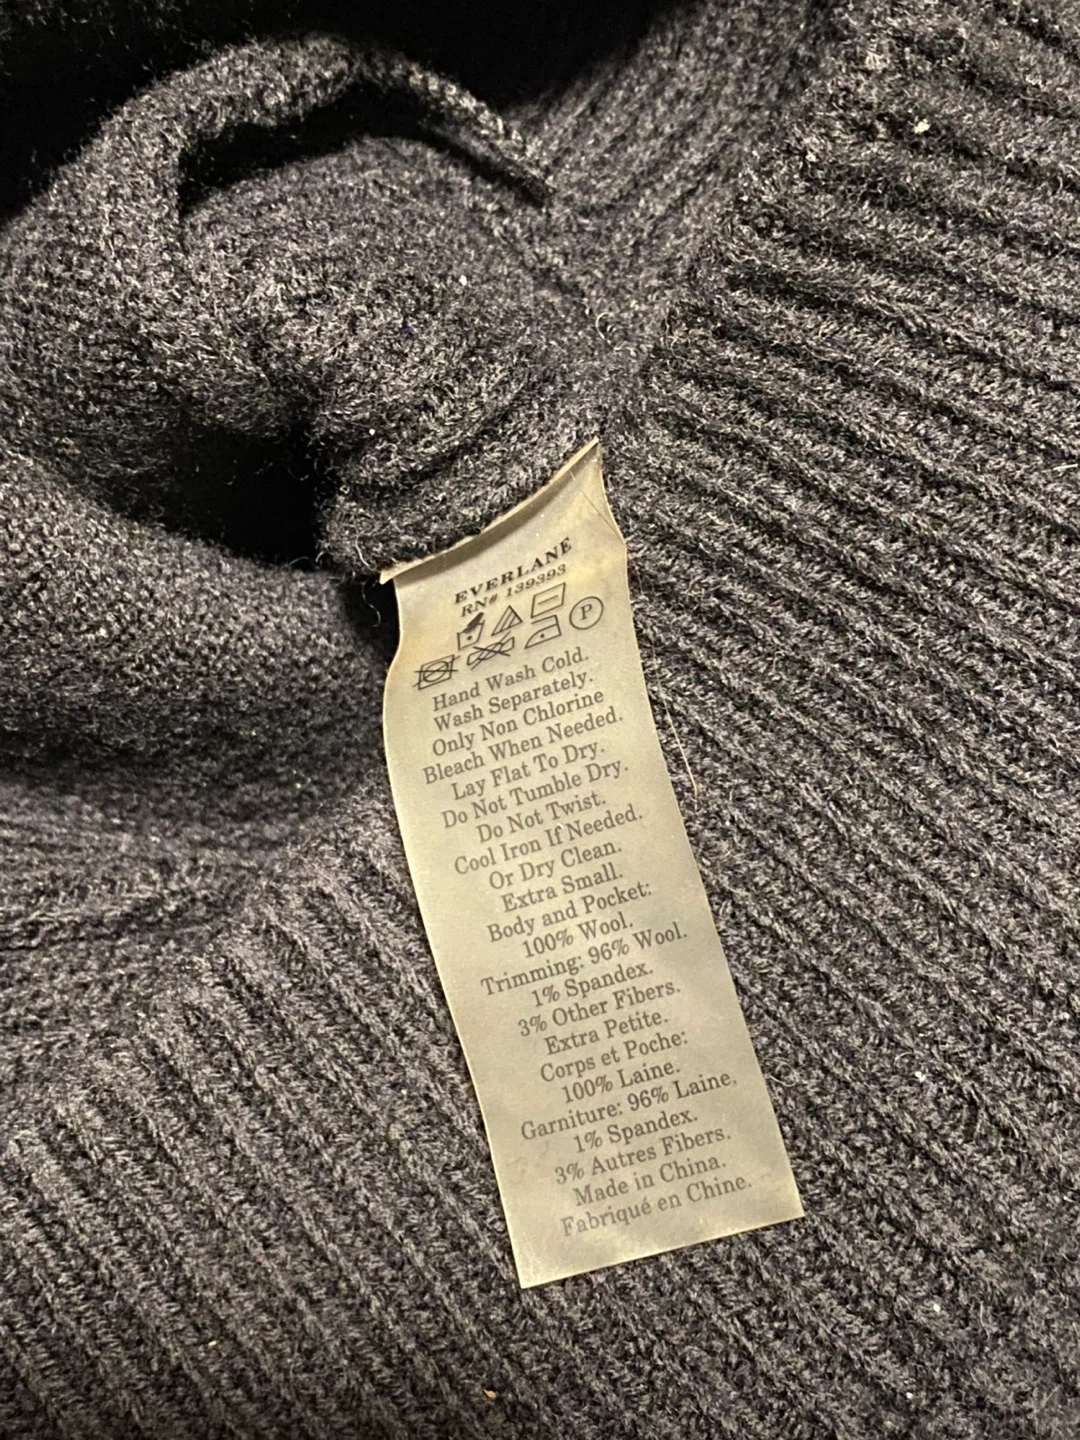 EVERLANE
RN# 139393
P
Hand Wash Cold.
Wash Separately.
Only Non Chlorine
Bleach When Needed.
Lay Flat To Dry.
Do Not Tumble Dry.
Do Not Twist.
Cool Iron If Needed.
Or Dry Clean.
Extra Small.
Body and Pocket:
100% Wool.
Trimming: 96% Wool.
1% Spandex.
3% Other Fibers.
Extra Petite.
Corps et Poche:
100% Laine.
Garniture: 96% Laine,
1% Spandex.
3% Autres Fibers.
Made in China.
Fabriqué en Chine.